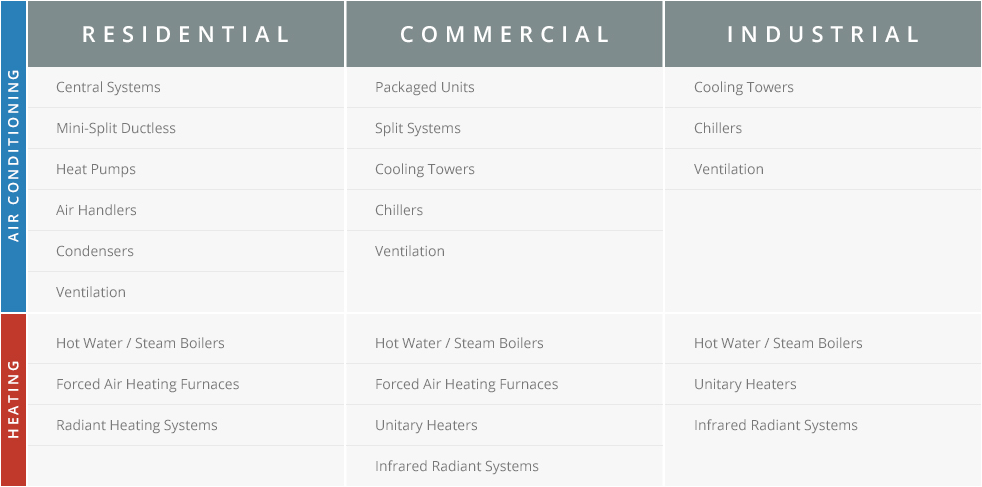 RESIDENTIAL
COMMERCIAL
INDUSTRIAL
AIR CONDITIONING
Central Systems
Packaged Units
Cooling Towers
Mini-Split Ductless
Split Systems
Chillers
Heat Pumps
Cooling Towers
Ventilation
Air Handlers
Chillers
Condensers
Ventilation
Ventilation
HEATING
Hot Water / Steam Boilers
Hot Water / Steam Boilers
Hot Water / Steam Boilers
Forced Air Heating Furnaces
Forced Air Heating Furnaces
Unitary Heaters
Radiant Heating Systems
Unitary Heaters
Infrared Radiant Systems
Infrared Radiant Systems